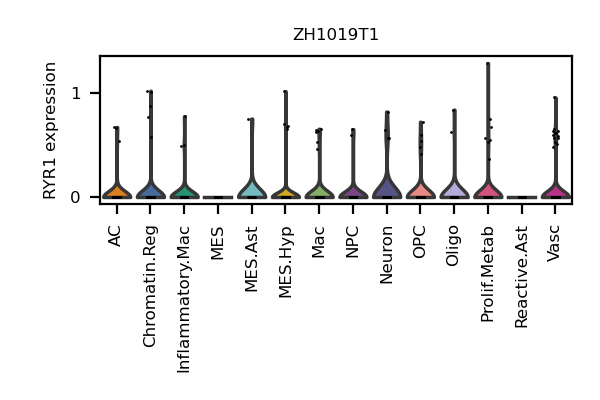 ZH1019T1
RYR1 expression
1
0
AC
Chromatin.Reg
Inflammatory.Mac
MES
MES.Ast
MES.Hyp
Mac
NPC
Neuron
OPC
Oligo
Prolif.Metab
Reactive.Ast
Vasc